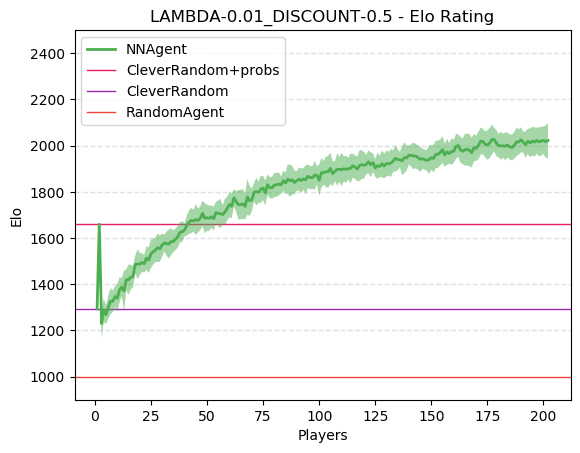 LAMBDA-0.01_DISCOUNT-0.5 - Elo Rating
NNAgent
CleverRandom+probs
CleverRandom
RandomAgent
Elo
2400
2200
2000
1800
1600
1400
1200
1000
0
25
50
75
100
125
150
175
200
Players